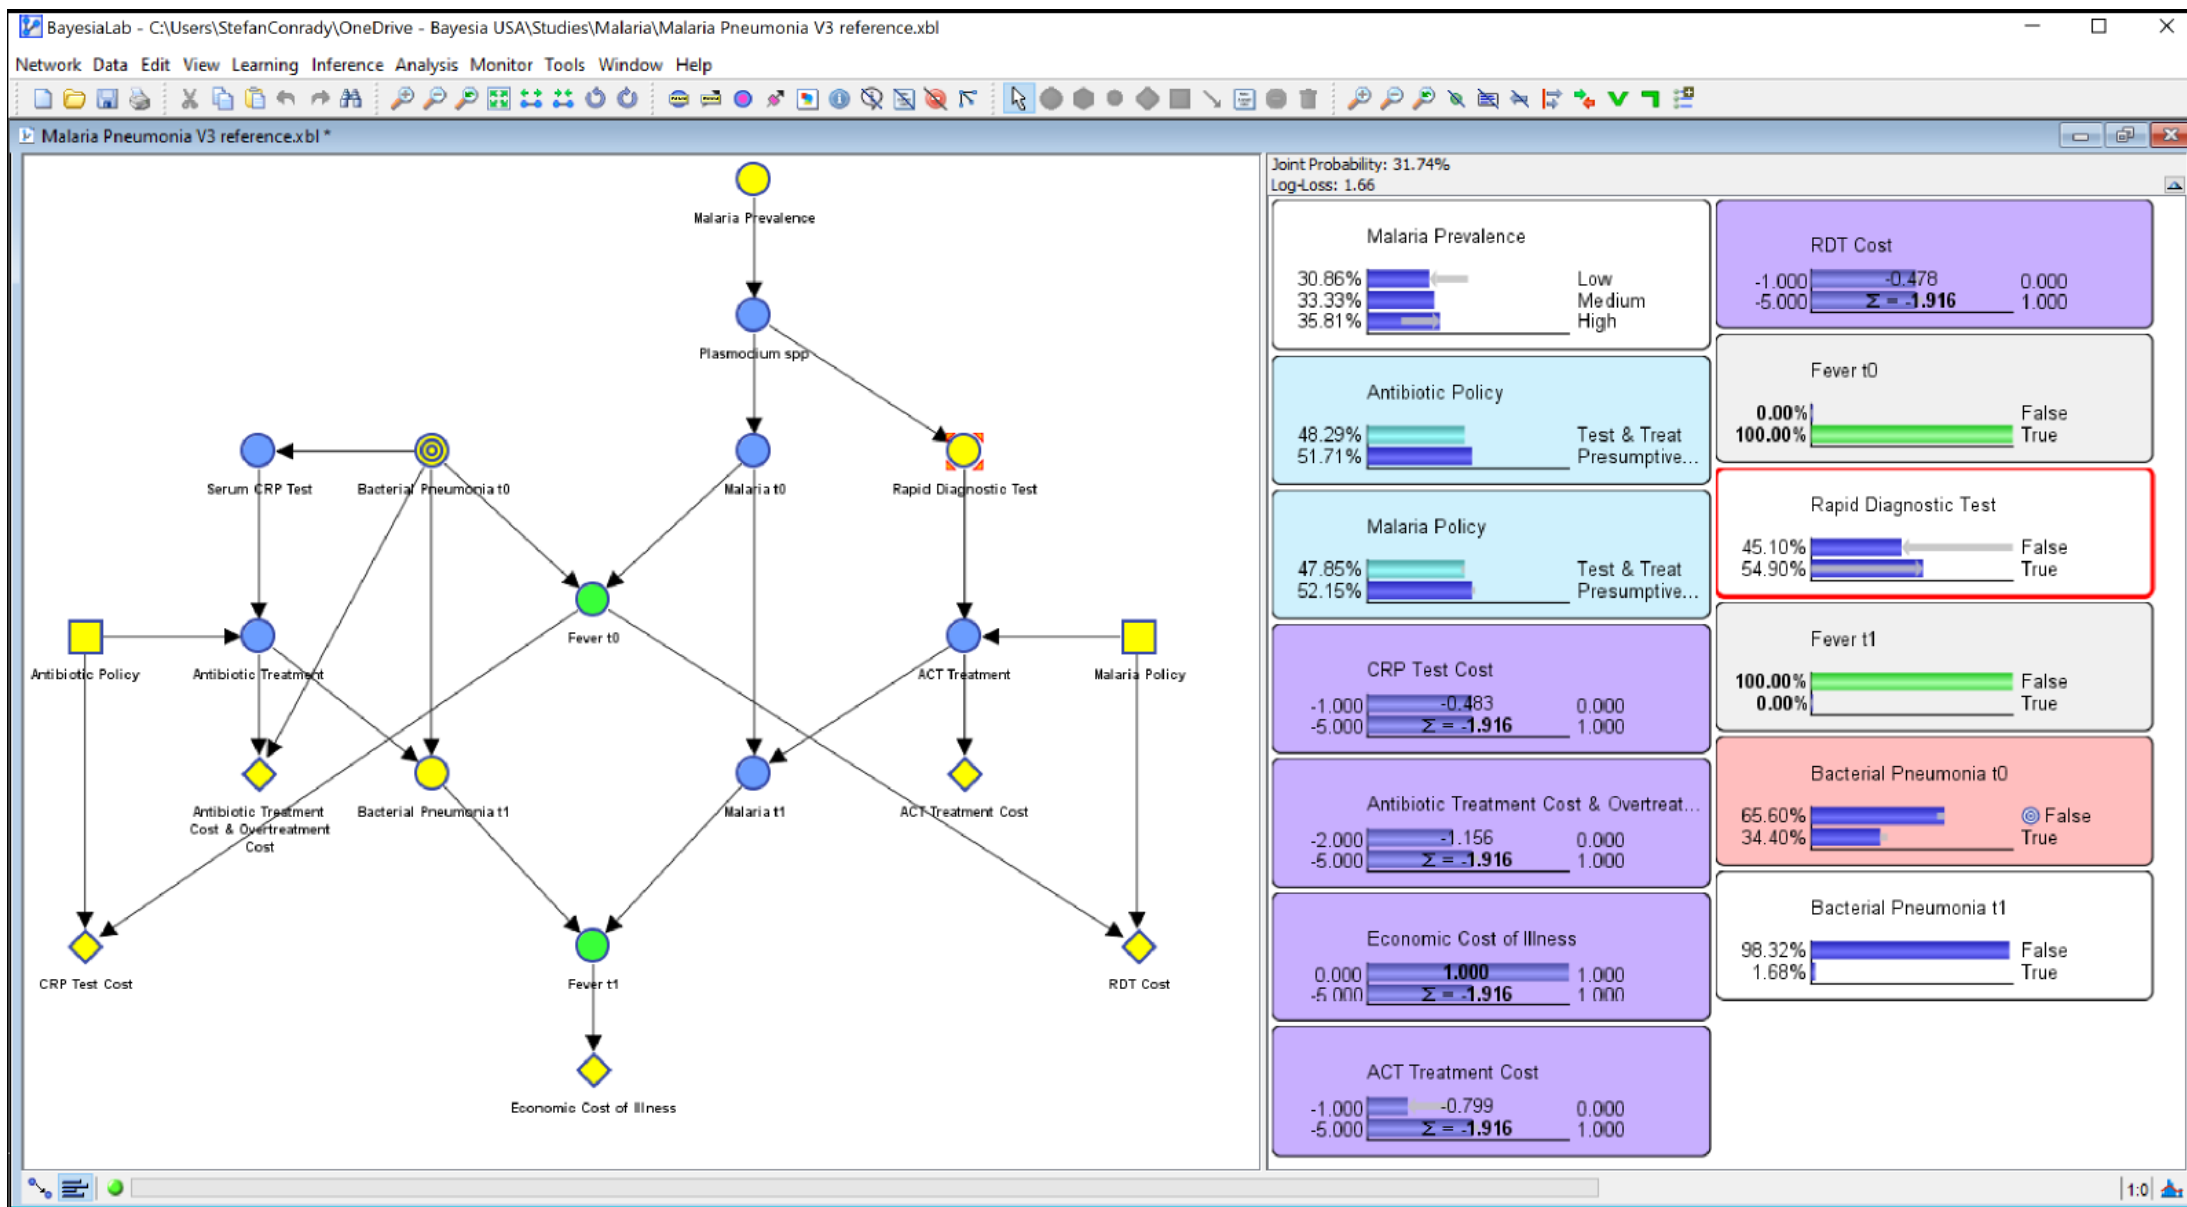 BayesiaLab - C:\Users\StefanConrady\OneDrive - Bayesia USA\Studies\Malaria\Malaria Pneumonia V3 reference.xbl
Network Data Edit View Learning Inference Analysis Monitor Tools Window Help
Malaria Pneumonia V3 reference.xbl *
Malaria Prevalence
Plasmodium spp
Serum CRP Test
Bacterial Pneumonia t0
Malaria t0
Rapid Diagnostic Test
Fever t0
Antibiotic Policy
Antibiotic Treatment
ACT Treatment
Malaria Policy
Antibiotic Treatment
Cost & Overtreatment
Cost
Bacterial Pneumonia t1
Malaria t1
ACT Treatment Cost
CRP Test Cost
Fever t1
RDT Cost
Economic Cost of Illness
Joint Probability: 31.74%
Log-Loss: 1.66
Malaria Prevalence
30.86% Low
33.33% Medium
35.81% High
Antibiotic Policy
48.29% Test & Treat
51.71% Presumptive...
Malaria Policy
47.85% Test & Treat
52.15% Presumptive...
CRP Test Cost
-1.000 -0.483 0.000
-5.000 Σ = -1.916 1.000
Antibiotic Treatment Cost & Overtreat...
-2.000 -1.156 0.000
-5.000 Σ = -1.916 1.000
Economic Cost of Illness
0.000 1.000 1.000
-5.000 Σ = -1.916 1.000
ACT Treatment Cost
-1.000 -0.799 0.000
-5.000 Σ = -1.916 1.000
RDT Cost
-1.000 -0.478 0.000
-5.000 Σ = -1.916 1.000
Fever t0
0.00% False
100.00% True
Rapid Diagnostic Test
45.10% False
54.90% True
Fever t1
100.00% False
0.00% True
Bacterial Pneumonia t0
65.60% False
34.40% True
Bacterial Pneumonia t1
98.32% False
1.68% True
1:0